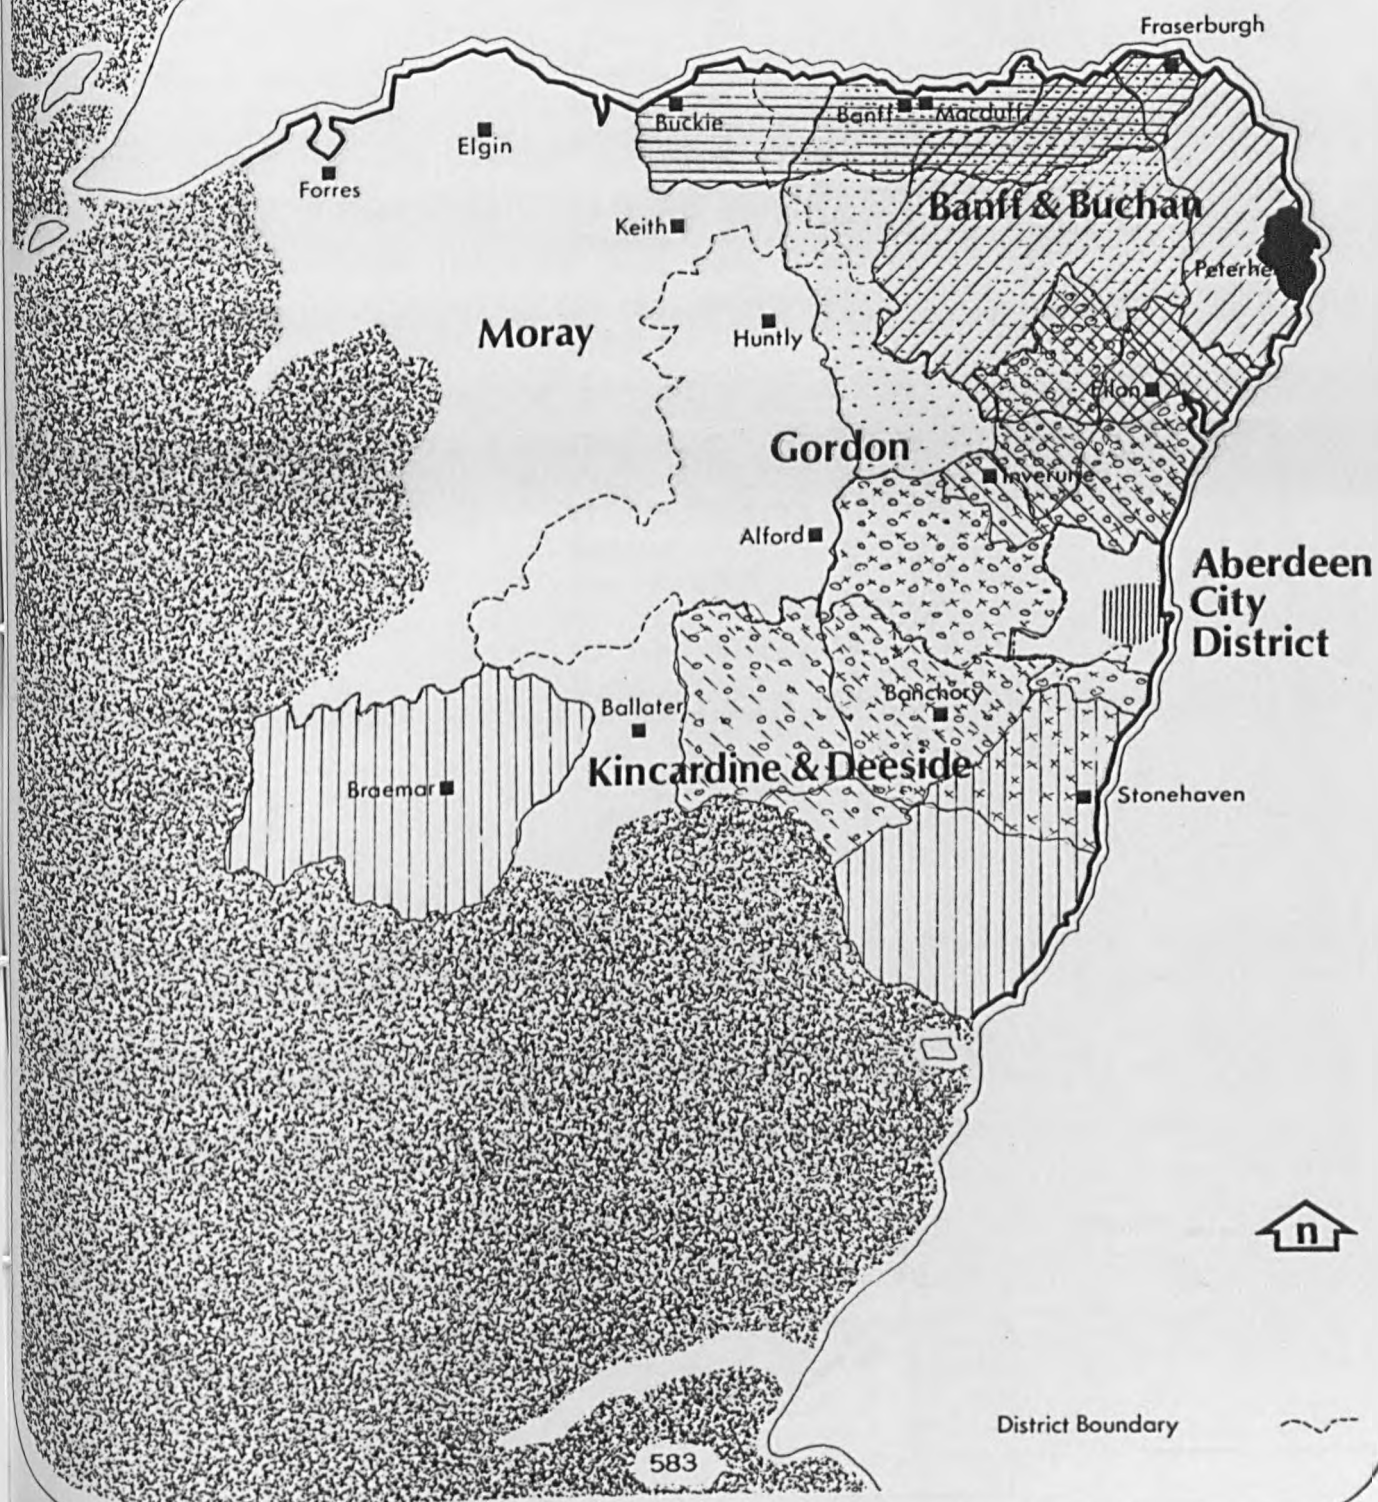 Fraserburgh
Buckie
Banff
Macduff
Elgin
Forres
Keith
Banff & Buchan
Moray
Huntly
Ellon
Gordon
Inverurie
Alford
Aberdeen
City
District
Banchory
Ballater
Kincardine & Deeside
Braemar
Stonehaven
n
District Boundary
583